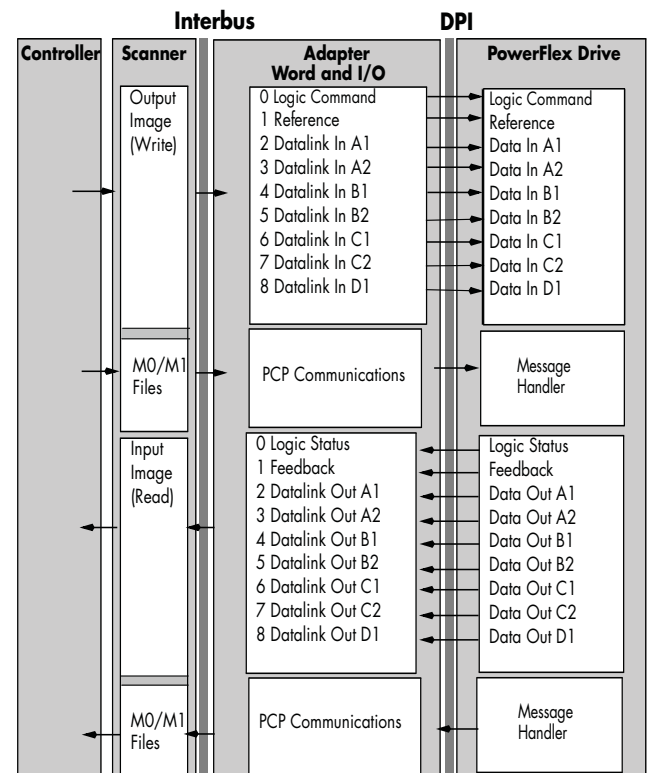 Interbus
DPI
Controller
Scanner
Adapter
Word and I/O
PowerFlex Drive
Output
Image
(Write)
0 Logic Command
1 Reference
2 Datalink In A1
3 Datalink In A2
4 Datalink In B1
5 Datalink In B2
6 Datalink In C1
7 Datalink In C2
8 Datalink In D1
Logic Command
Reference
Data In A1
Data In A2
Data In B1
Data In B2
Data In C1
Data In C2
Data In D1
M0/M1
Files
PCP Communications
Message
Handler
Input
Image
(Read)
0 Logic Status
1 Feedback
2 Datalink Out A1
3 Datalink Out A2
4 Datalink Out B1
5 Datalink Out B2
6 Datalink Out C1
7 Datalink Out C2
8 Datalink Out D1
Logic Status
Feedback
Data Out A1
Data Out A2
Data Out B1
Data Out B2
Data Out C1
Data Out C2
Data Out D1
M0/M1
Files
PCP Communications
Message
Handler